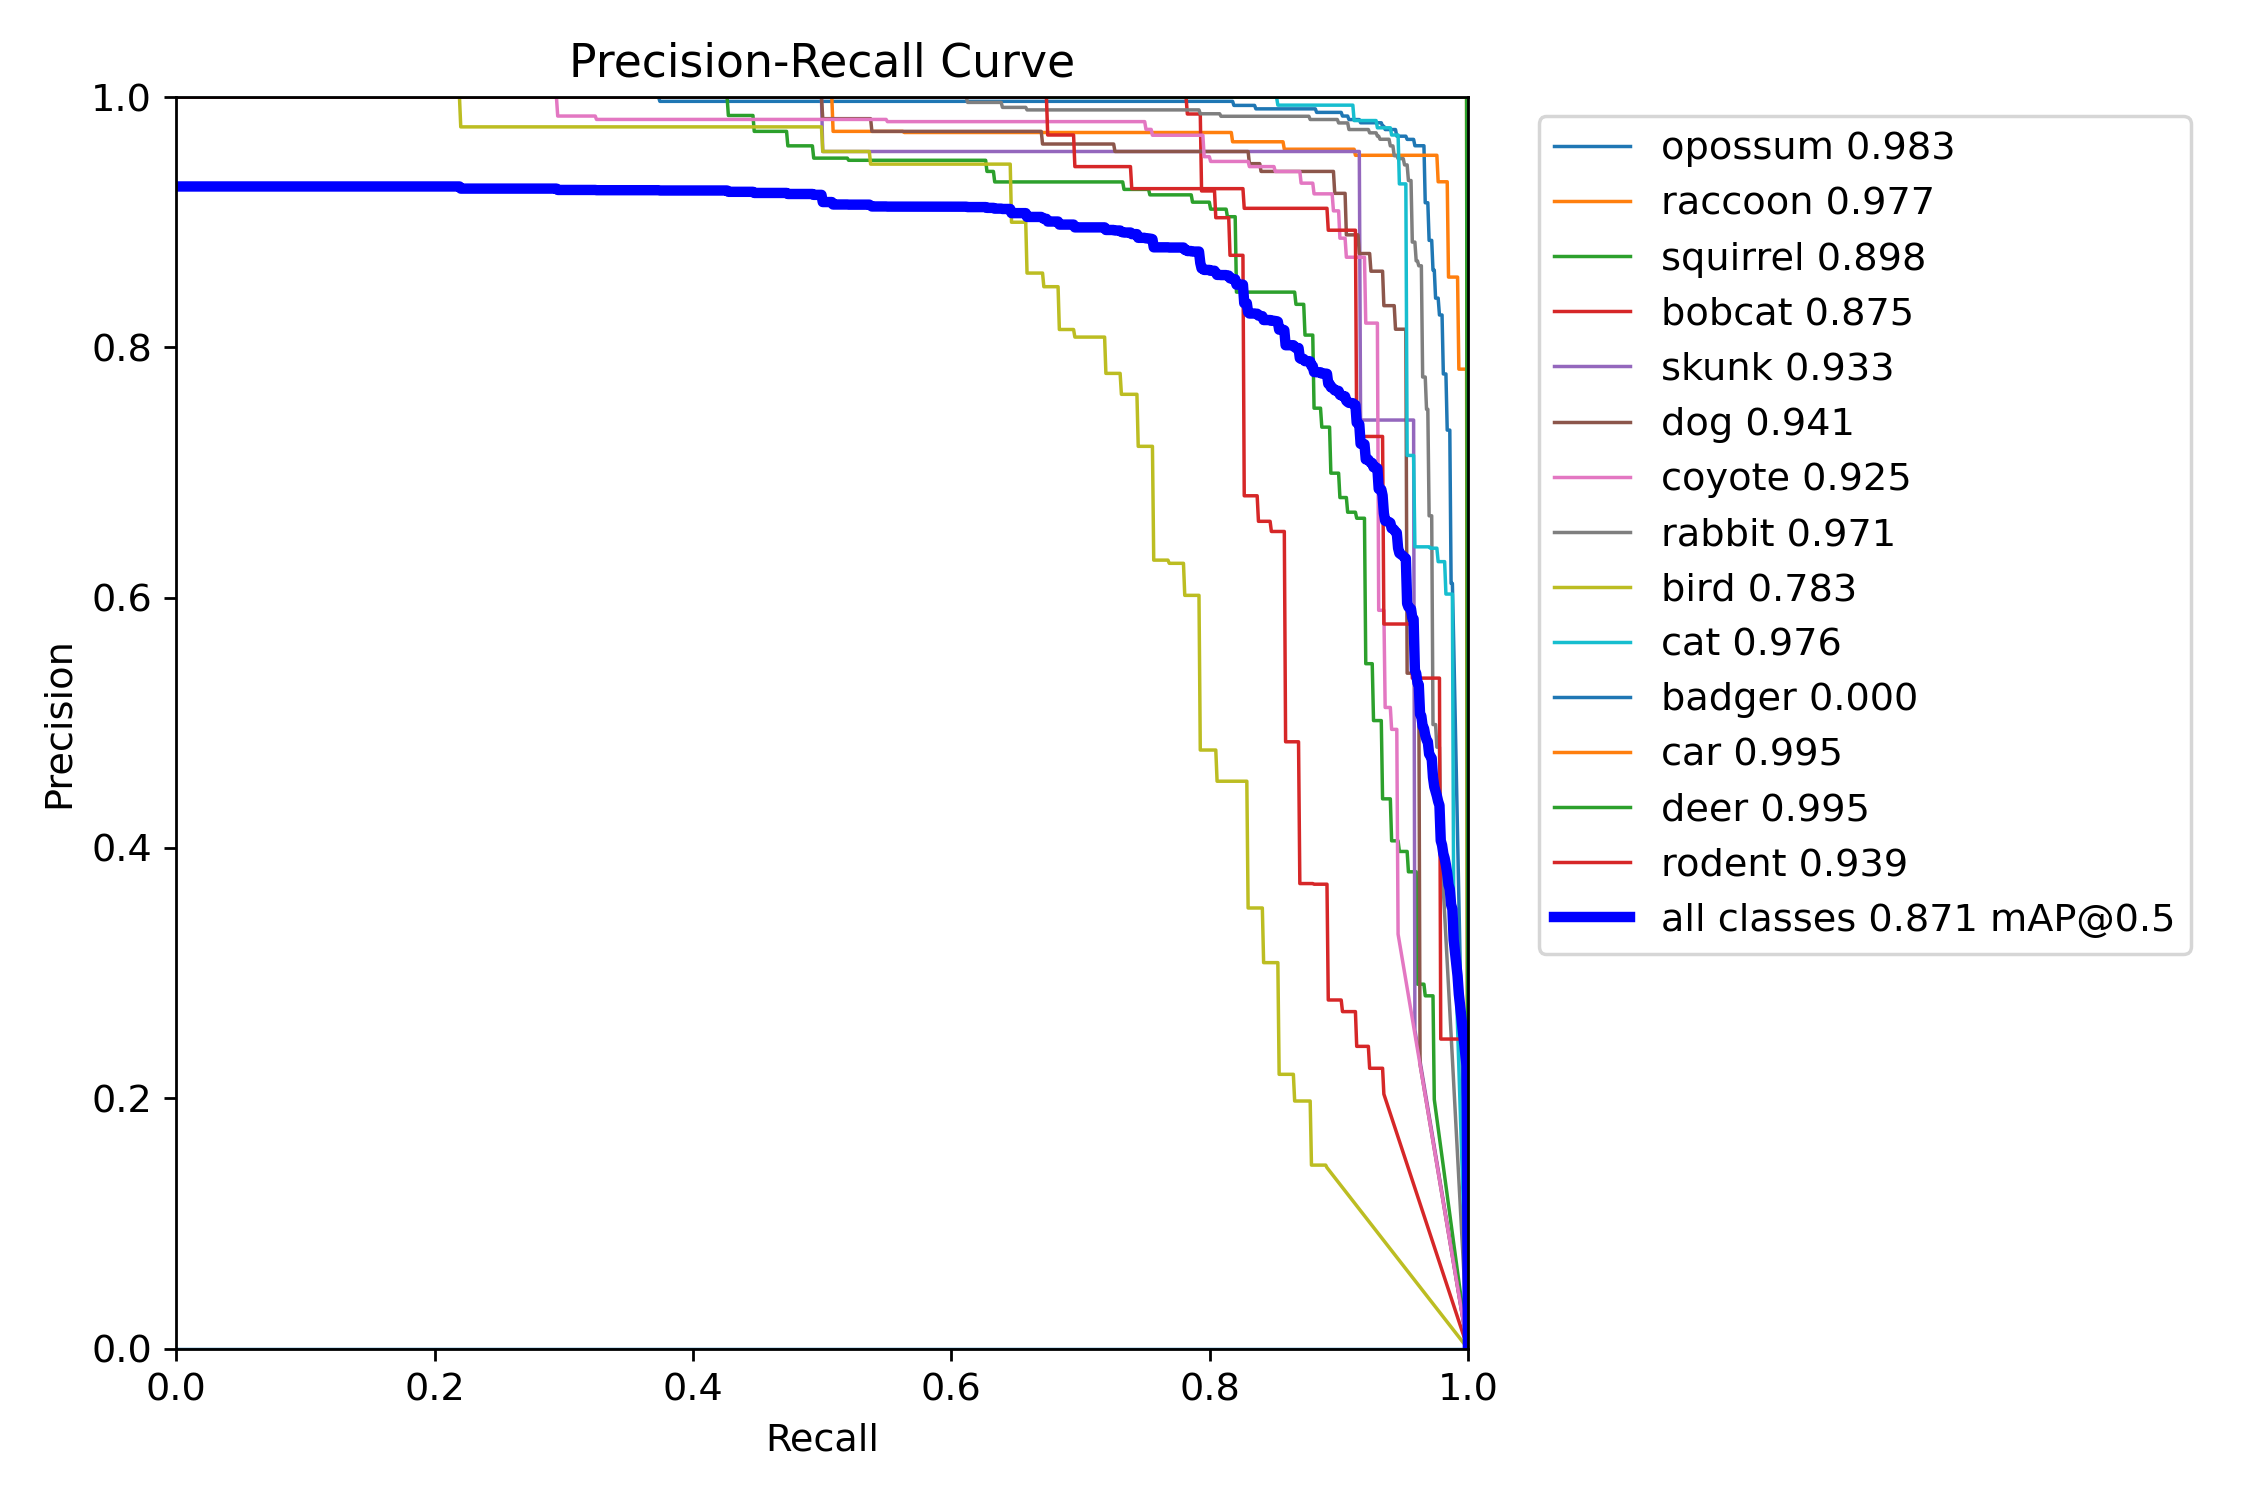 Precision-Recall Curve
1.0
0.8
0.6
0.4
0.2
0.0
Precision
0.0 0.2 0.4 0.6 0.8 1.0
Recall
opossum 0.983
raccoon 0.977
squirrel 0.898
bobcat 0.875
skunk 0.933
dog 0.941
coyote 0.925
rabbit 0.971
bird 0.783
cat 0.976
badger 0.000
car 0.995
deer 0.995
rodent 0.939
all classes 0.871 mAP@0.5